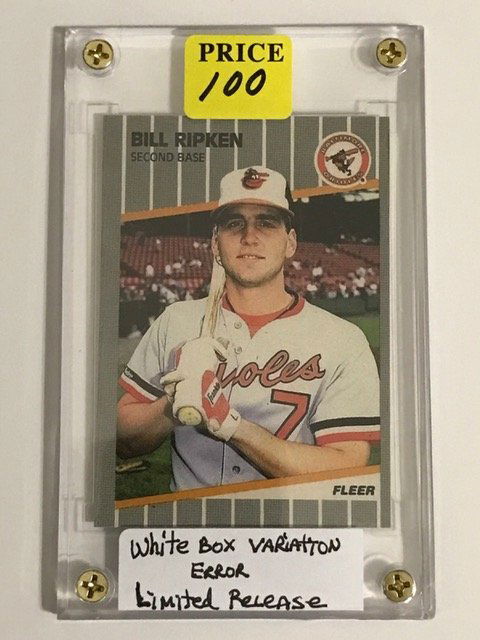 PRICE
100
BILL RIPKEN
SECOND BASE
Orioles
7
FLEER
White BOX VARIATION
ERROR
Limited Release